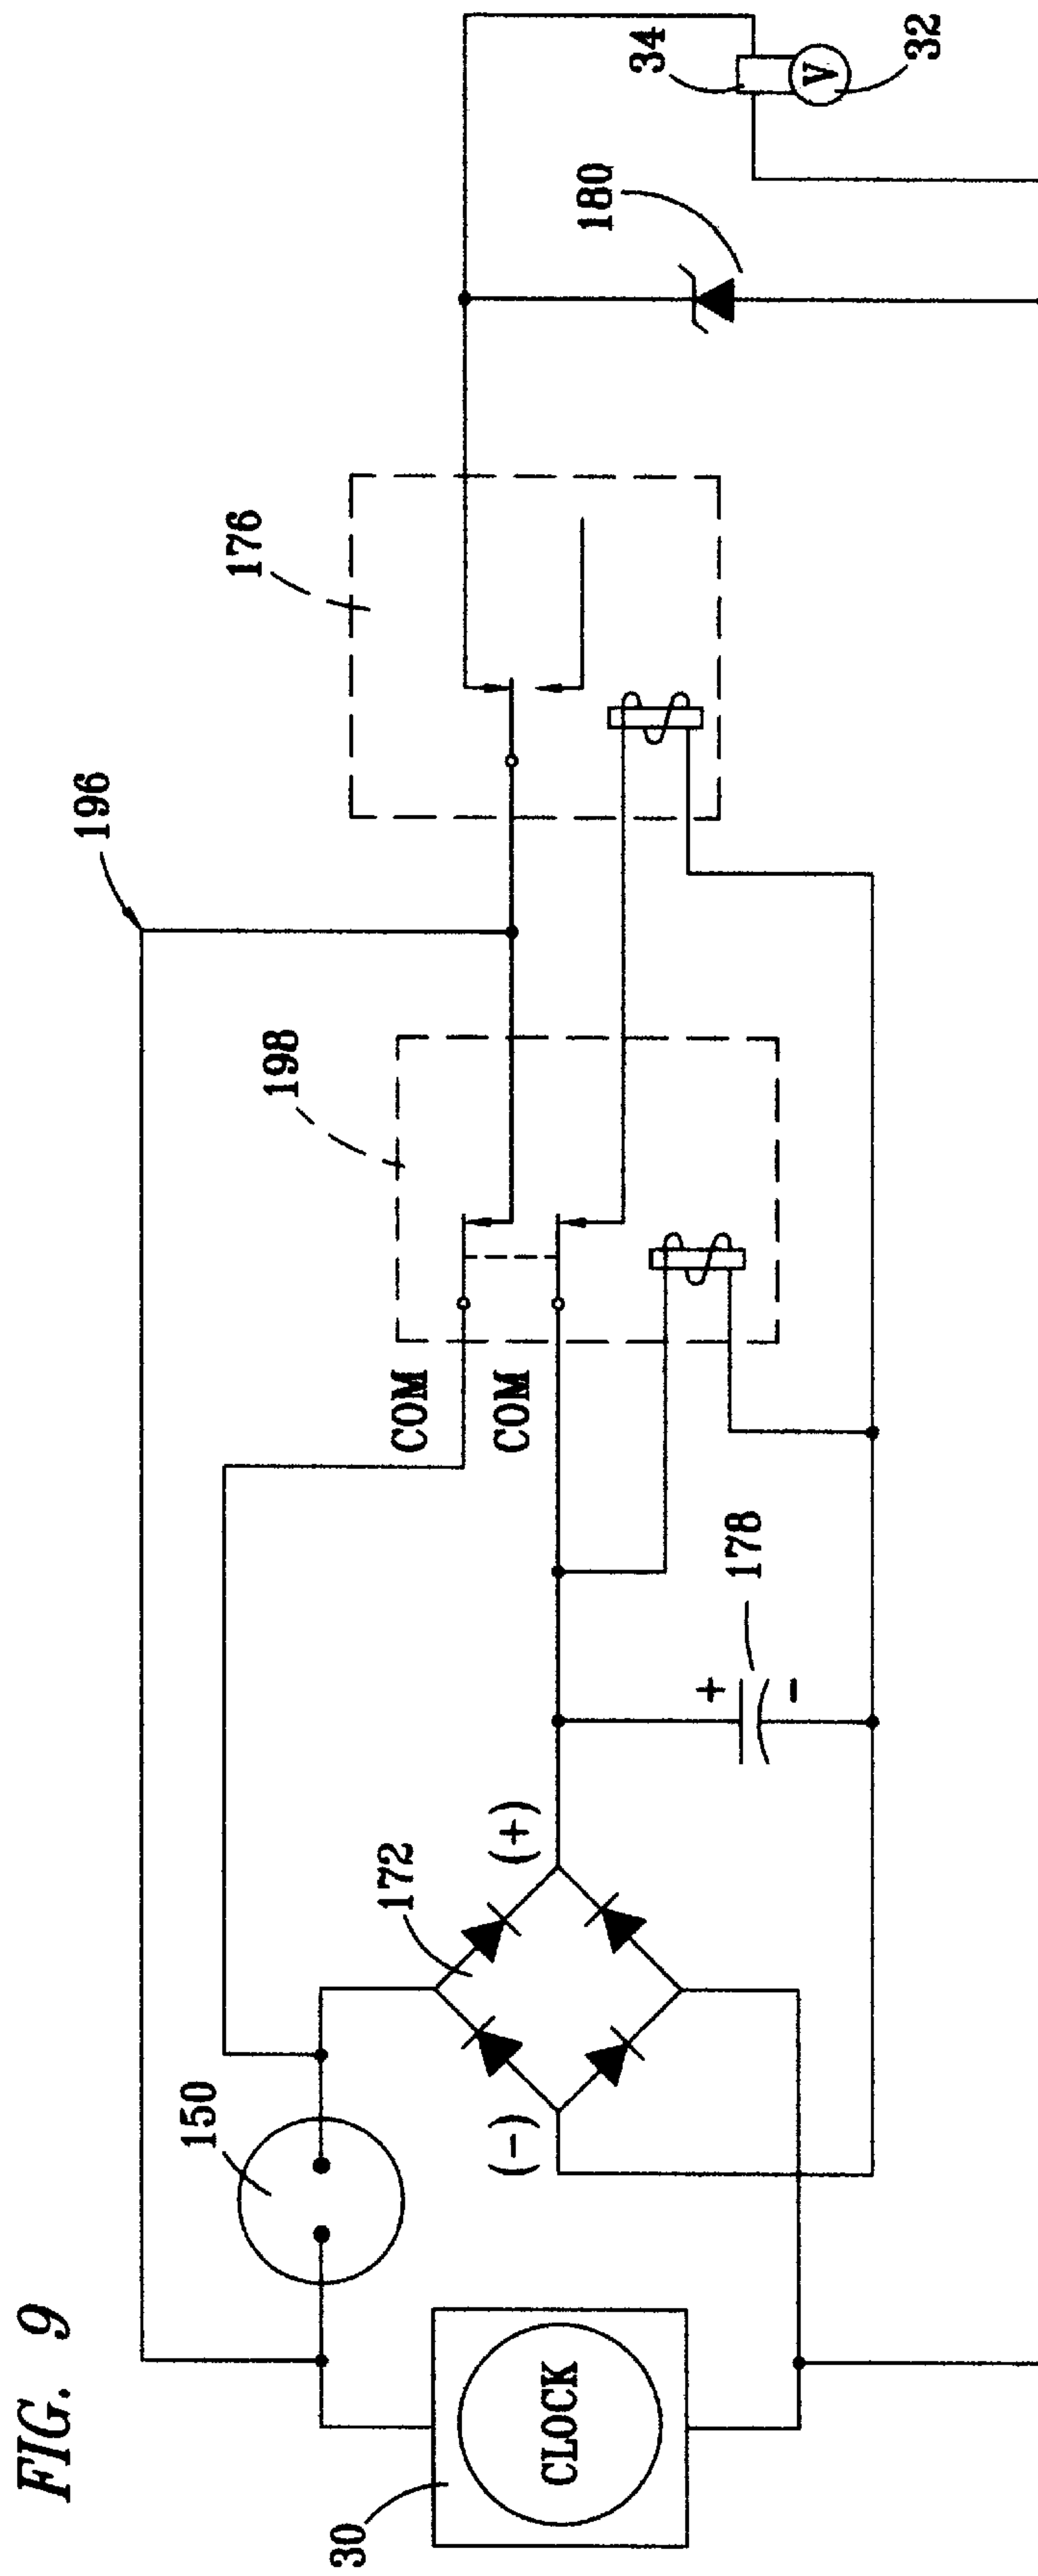 FIG. 9
196
176
34
V
32
180
198
COM
COM
150
172
(+)
(-)
178
+
-
30
CLOCK